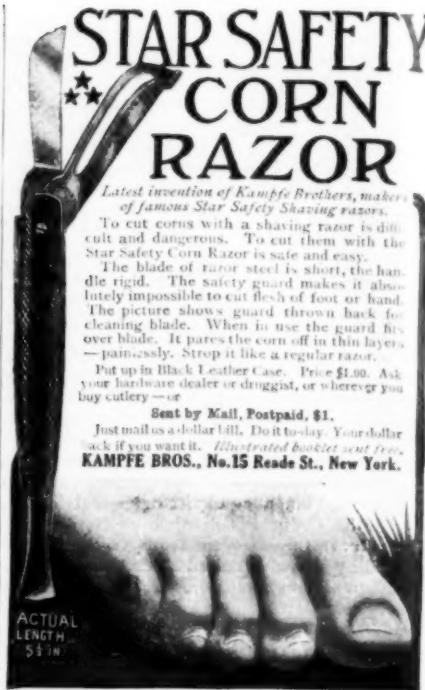 STAR SAFETY
CORN
RAZOR
Latest invention of Kampfe Brothers, makers
of famous Star Safety Shaving razors.
To cut corns with a shaving razor is diffi
cult and dangerous. To cut them with the
Star Safety Corn Razor is safe and easy.
The blade of razor steel is short, the han
dle rigid. The safety guard makes it abso
lutely impossible to cut flesh of foot or hand.
The picture shows guard thrown back for
cleaning blade. When in use the guard fits
over blade. It pares the corn off in thin layers
—painlessly. Strop it like a regular razor.
Put up in Black Leather Case. Price $1.00. Ask
your hardware dealer or druggist, or wherever you
buy cutlery—or
Sent by Mail, Postpaid, $1.
Just mail us a dollar bill. Do it to-day. Your dollar
back if you want it. Illustrated booklet sent free.
KAMPFE BROS., No. 15 Reade St., New York.
ACTUAL
LENGTH
5½ IN